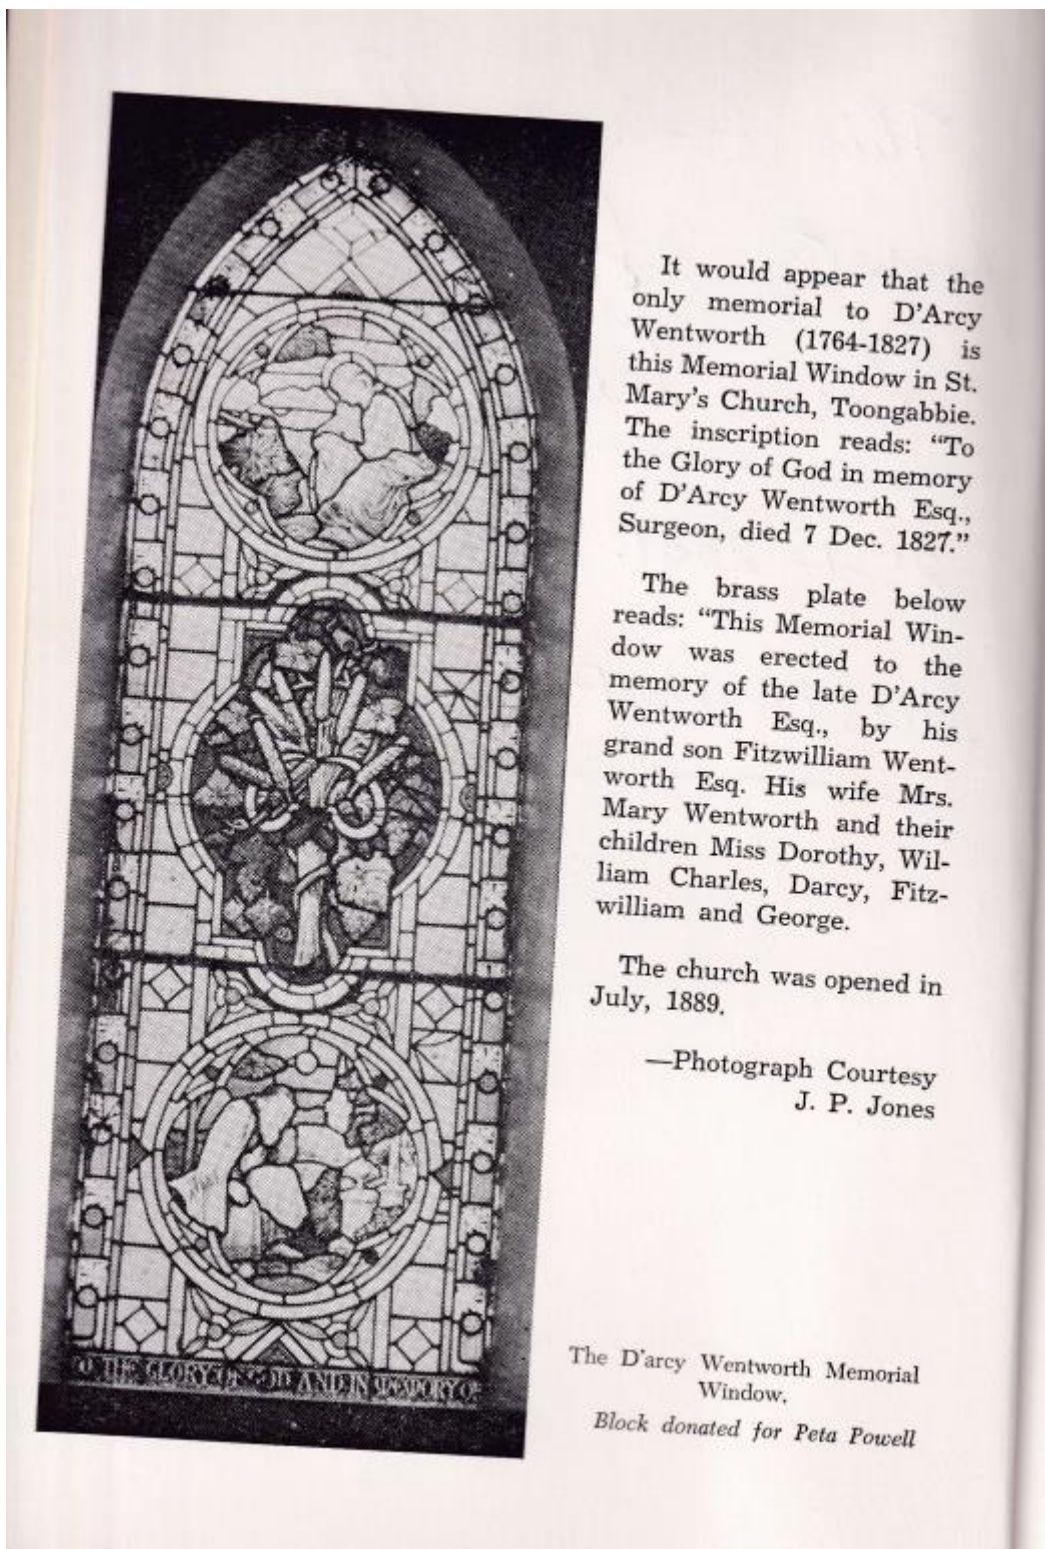 It would appear that the
only memorial to D'Arcy
Wentworth (1764-1827) is
this Memorial Window in St.
Mary's Church, Toongabbie.
The inscription reads: "To
the Glory of God in memory
of D'Arcy Wentworth Esq.,
Surgeon, died 7 Dec. 1827."
The brass plate below
reads: "This Memorial Win-
dow was erected to the
memory of the late D'Arcy
Wentworth Esq., by his
grand son Fitzwilliam Went-
worth Esq. His wife Mrs.
Mary Wentworth and their
children Miss Dorothy, Wil-
liam Charles, Darcy, Fitz-
william and George.
The church was opened in
July, 1889.
—Photograph Courtesy
J. P. Jones
THE GLORY OF GOD AND IN MEMORY O
The D'arcy Wentworth Memorial
Window.
Block donated for Peta Powell